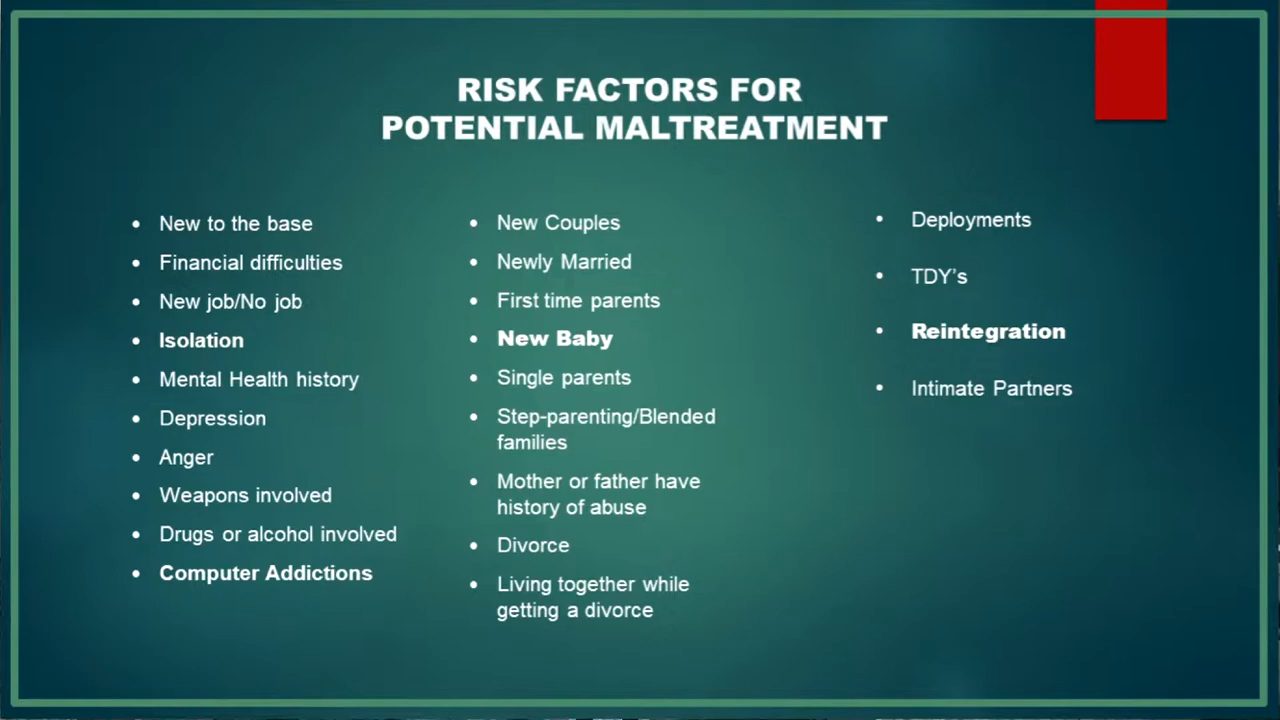 RISK FACTORS FOR
POTENTIAL MALTREATMENT
• New to the base
• Financial difficulties
• New job/No job
• Isolation
• Mental Health history
• Depression
• Anger
• Weapons involved
• Drugs or alcohol involved
• Computer Addictions
• New Couples
• Newly Married
• First time parents
• New Baby
• Single parents
• Step-parenting/Blended
families
• Mother or father have
history of abuse
• Divorce
• Living together while
getting a divorce
• Deployments
• TDY’s
• Reintegration
• Intimate Partners